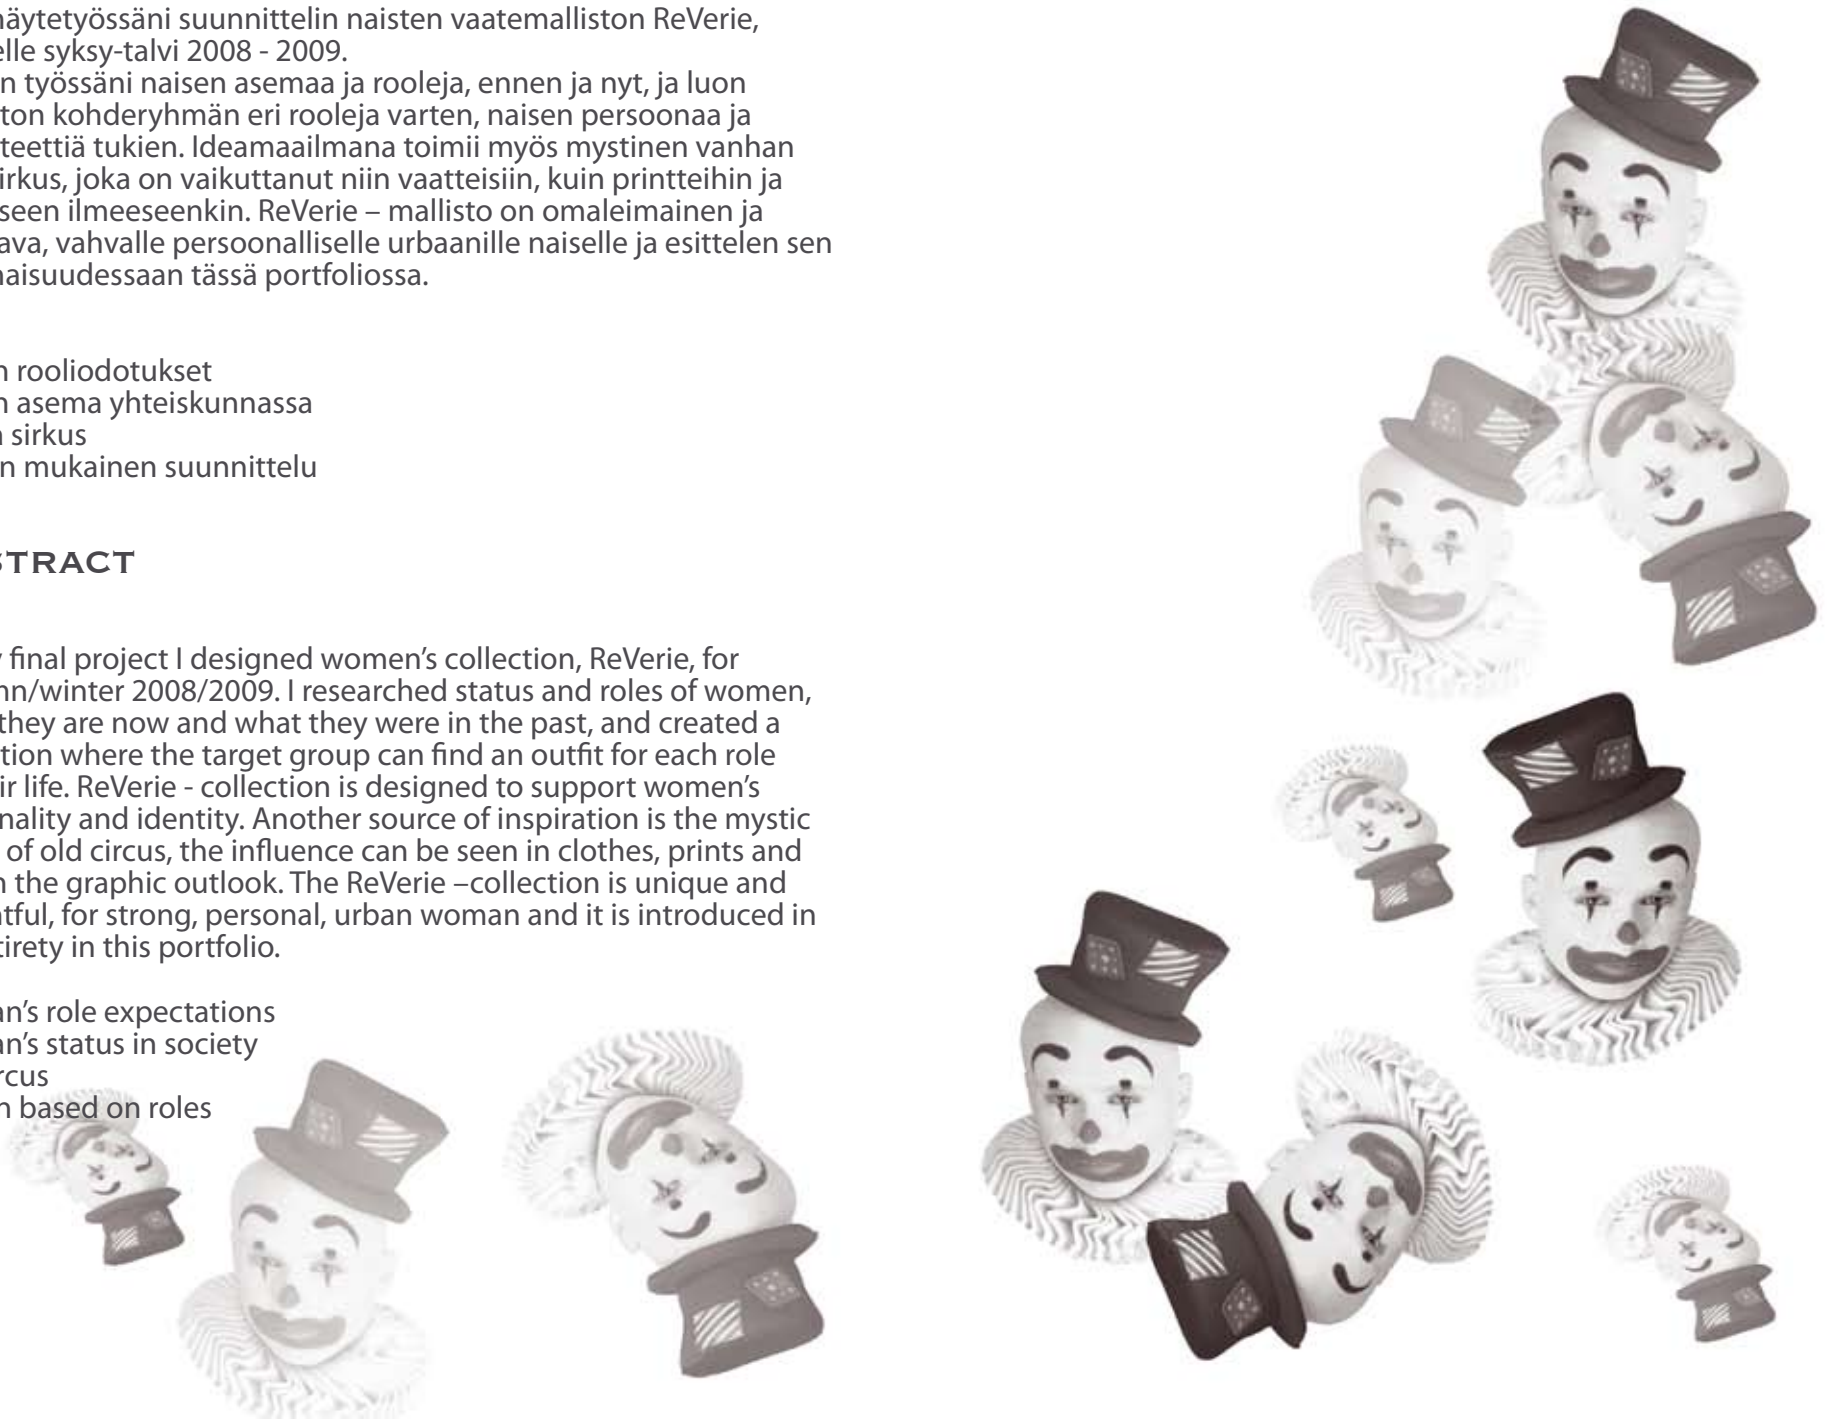 näytetyössäni suunnittelin naisten vaatemalliston ReVerie,
elle syksy-talvi 2008 - 2009.
n työssäni naisen asemaa ja rooleja, ennen ja nyt, ja luon
ton kohderyhmän eri rooleja varten, naisen persoonaa ja
teettiä tukien. Ideamaailmana toimii myös mystinen vanhan
irkus, joka on vaikuttanut niin vaatteisiin, kuin printteihin ja
seen ilmeeseenkin. ReVerie – mallisto on omaleimainen ja
ava, vahvalle persoonalliselle urbaanille naiselle ja esittelen sen
naisuudessaan tässä portfoliossa.
n rooliodotukset
n asema yhteiskunnassa
n sirkus
n mukainen suunnittelu
STRACT
y final project I designed women’s collection, ReVerie, for
mn/winter 2008/2009. I researched status and roles of women,
they are now and what they were in the past, and created a
tion where the target group can find an outfit for each role
ir life. ReVerie - collection is designed to support women’s
nality and identity. Another source of inspiration is the mystic
of old circus, the influence can be seen in clothes, prints and
n the graphic outlook. The ReVerie –collection is unique and
htful, for strong, personal, urban woman and it is introduced in
tirety in this portfolio.
an’s role expectations
an’s status in society
rcus
n based on roles